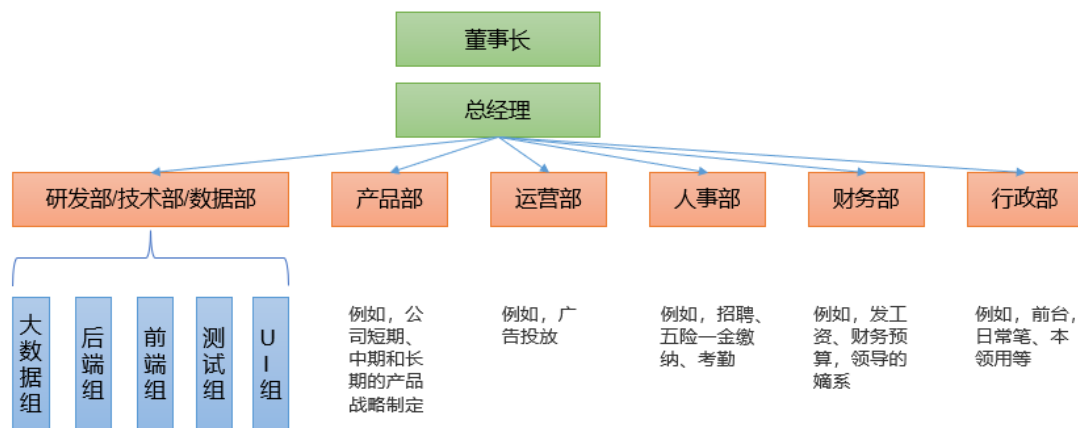 董事长
总经理
研发部/技术部/数据部
产品部
运营部
人事部
财务部
行政部
大数据组
后端组
前端组
测试组
UI组
例如，公
司短期、
中期和长
期的产品
战略制定
例如，广
告投放
例如，招聘、
五险一金缴
纳、考勤
例如，发工
资、财务预
算，领导的
嫡系
例如，前台，
日常笔、本
领用等